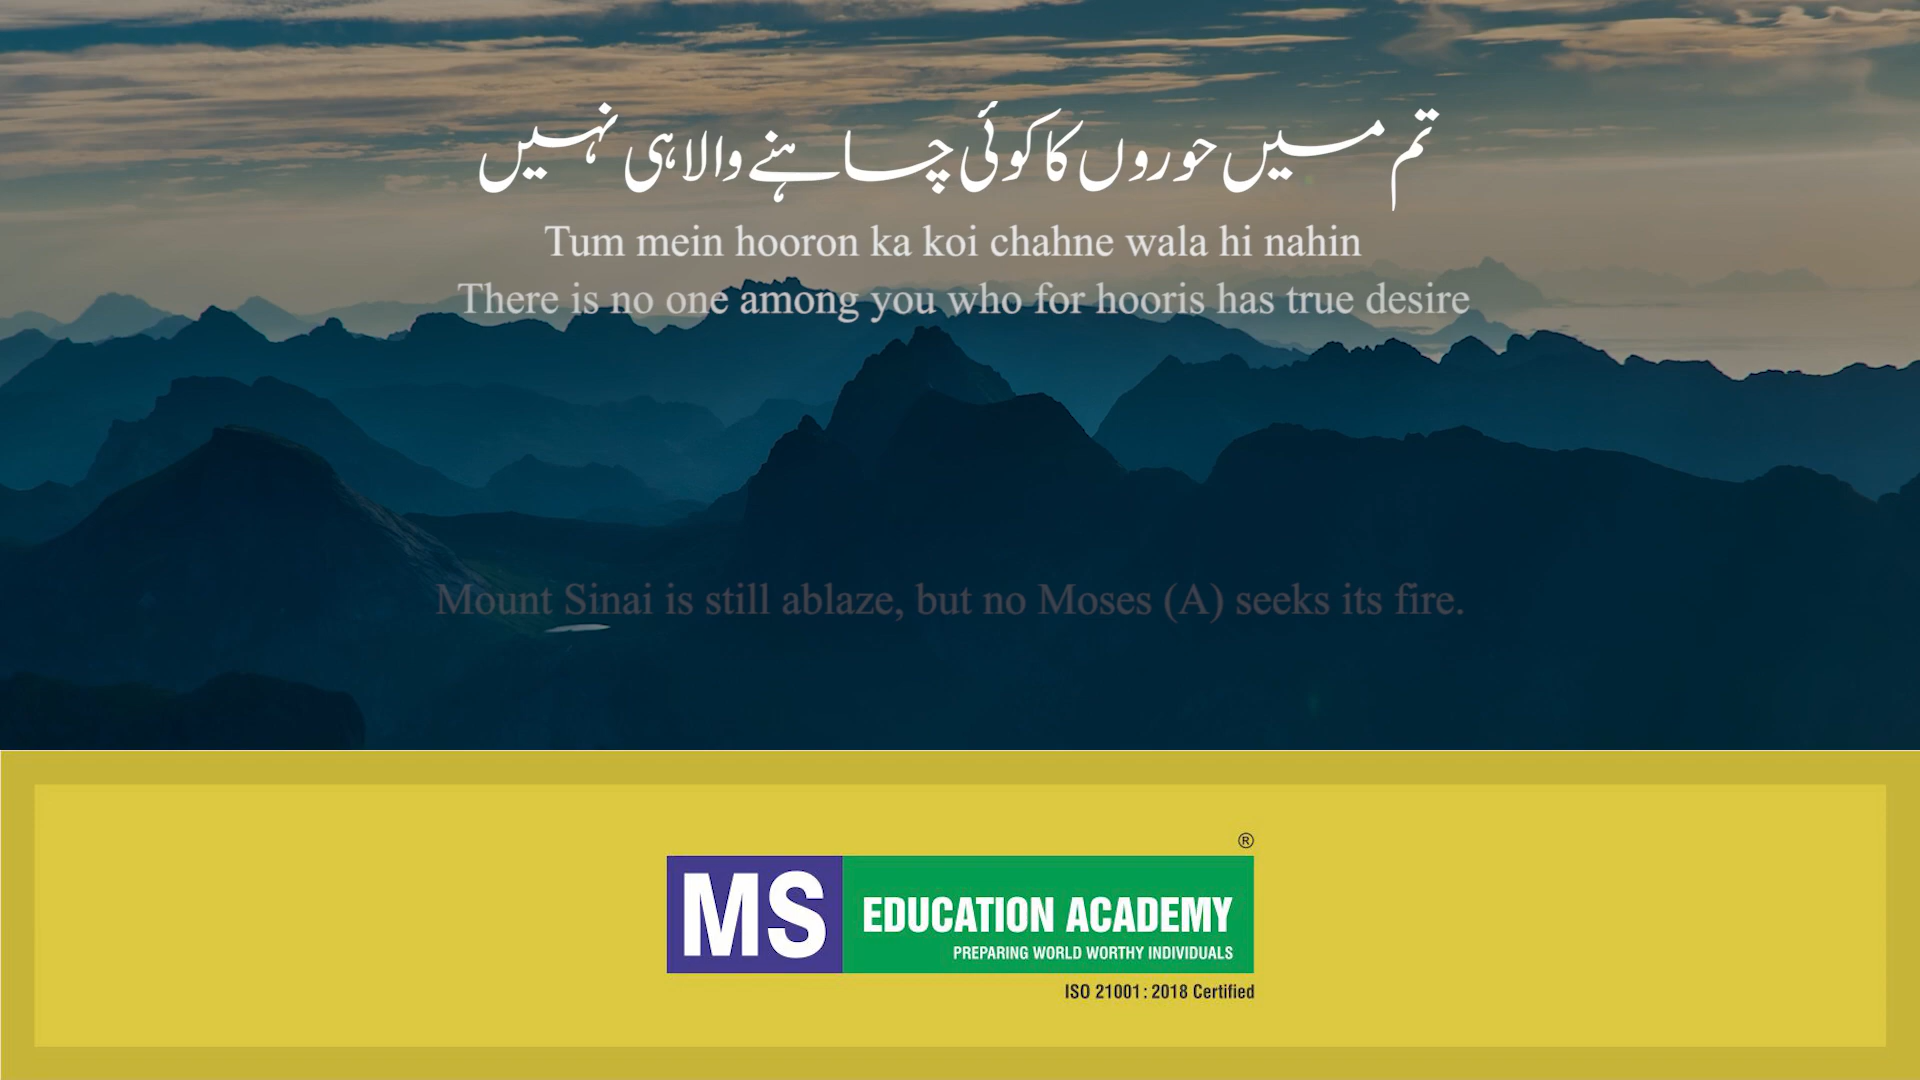 تم میں حوروں کا کوئی چاہنے والا ہی نہیں
Tum mein hooron ka koi chahne wala hi nahin
There is no one among you who for hooris has true desire
Mount Sinai is still ablaze, but no Moses (A) seeks its fire.
®
MS EDUCATION ACADEMY
PREPARING WORLD WORTHY INDIVIDUALS
ISO 21001 : 2018 Certified